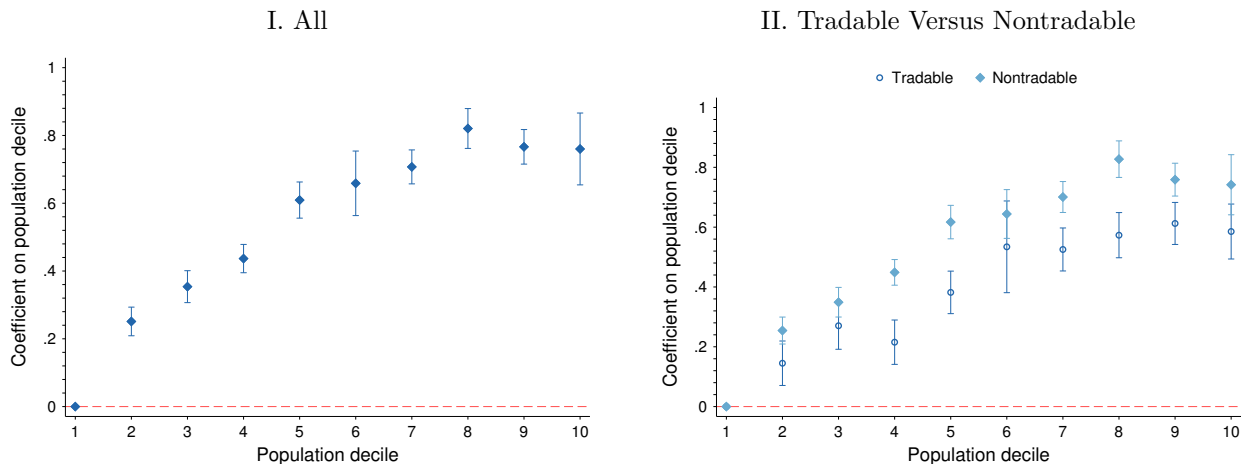 I. All
Coefficient on population decile
1
.8
.6
.4
.2
0
1 2 3 4 5 6 7 8 9 10
Population decile
II. Tradable Versus Nontradable
Tradable Nontradable
Coefficient on population decile
1
.8
.6
.4
.2
0
1 2 3 4 5 6 7 8 9 10
Population decile